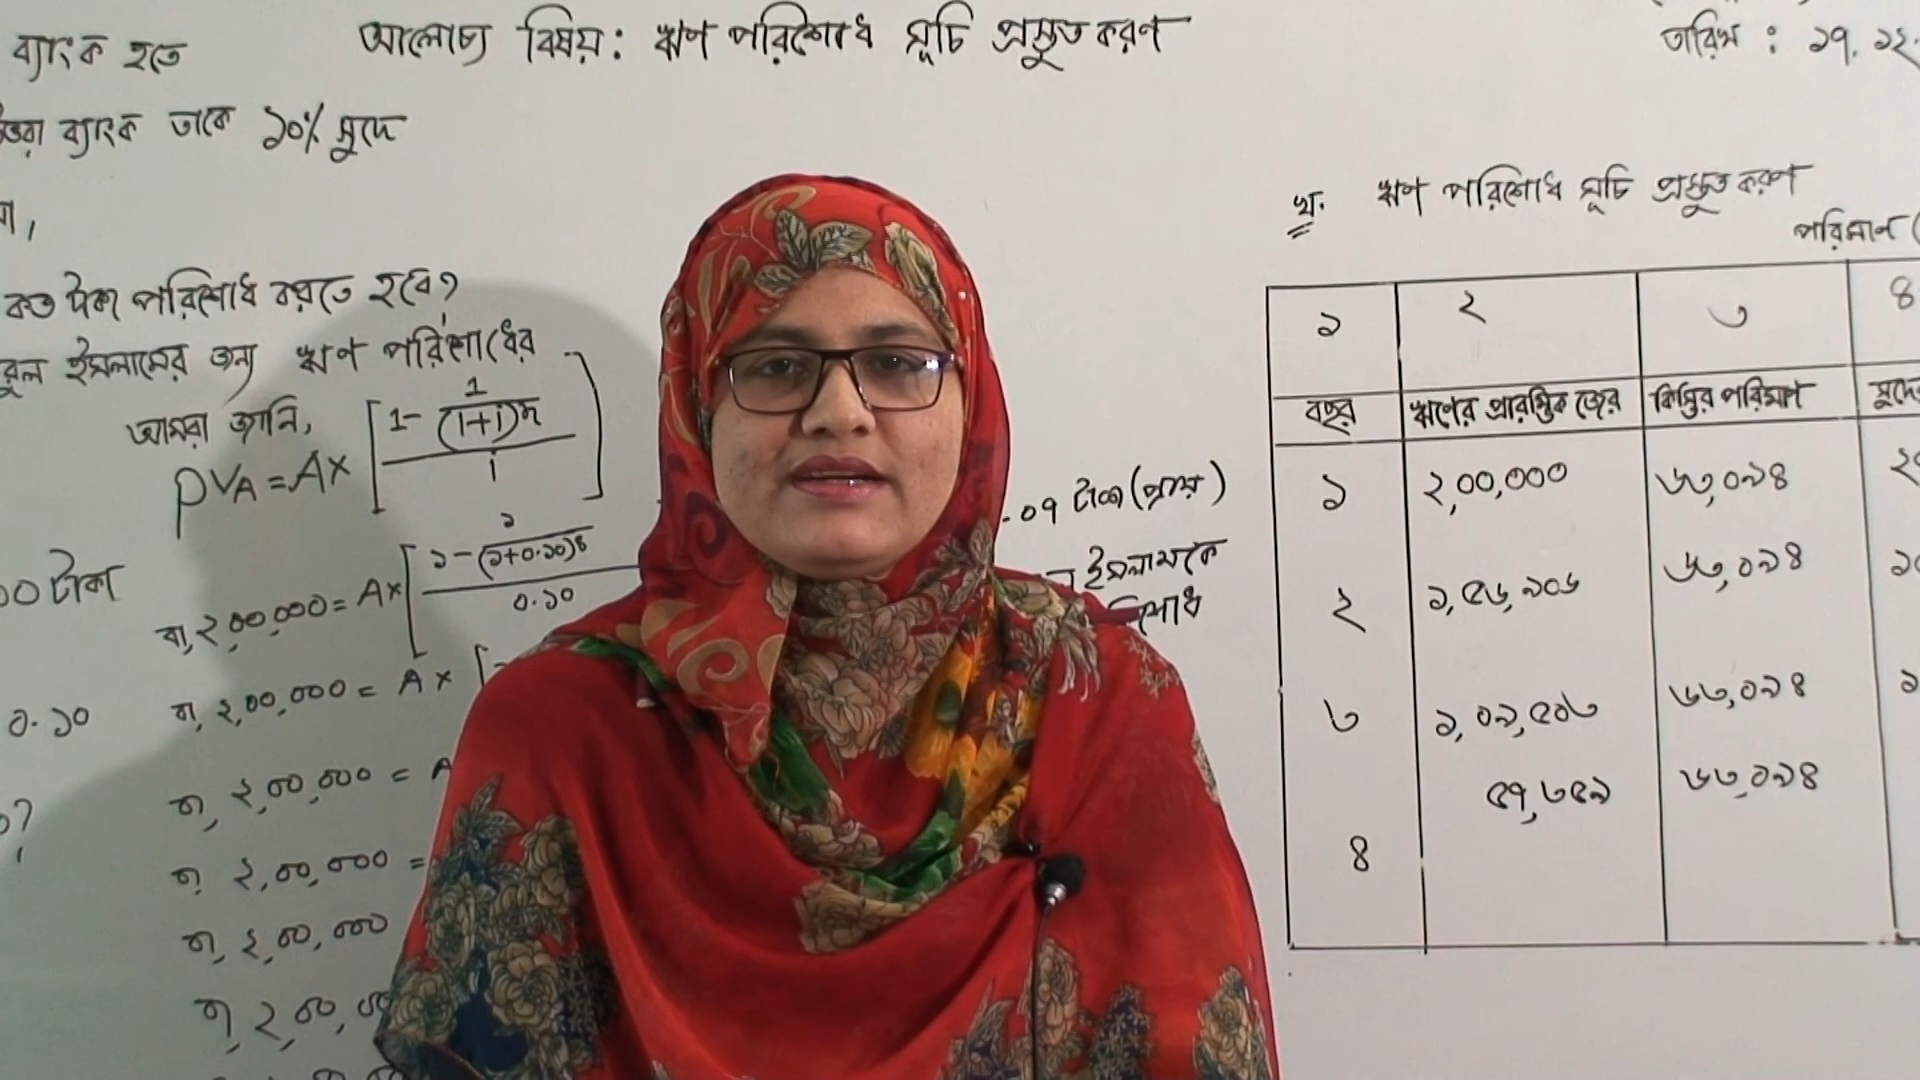 ব্যাংক হতে
আলোচ্য বিষয়: ঋণ পরিশোধ সূচি প্রস্তুত করণ
তারিখ : ১৭. ১২.
ব্যাংক তাকে ১০% সুদে
কত টাকা পরিশোধ করতে হবে?
ইসলামের জন্য ঋণ পরিশোধের
আমরা জানি,
PVA = A× [1 - 1/(1+i)^n / i]
০০ টাকা
বা, ২,০০,০০০ = A× [১ - ১/(১+০.১০)^৪ / ০.১০]
০.১০
বা, ২,০০,০০০ = A ×
বা, ২,০০,০০০ = A
বা, ২,০০,০০০ =
বা, ২,০০,০০০
বা, ২,০০,
.০৭ টাকা (প্রায়)
ইসলামকে
খ. ঋণ পরিশোধ সূচি প্রস্তুত করণ
পরিমান (
১ ২ ৩ ৪
বছর ঋণের প্রারম্ভিক জের কিস্তির পরিমাণ সুদের
১ ২,০০,০০০ ৬৩,০৯৪
২ ১,৫৬,৯০৬ ৬৩,০৯৪
৩ ১,০৯,৫০৩ ৬৩,০৯৪
৪ ৫৭,৩৫৯ ৬৩,০৯৪